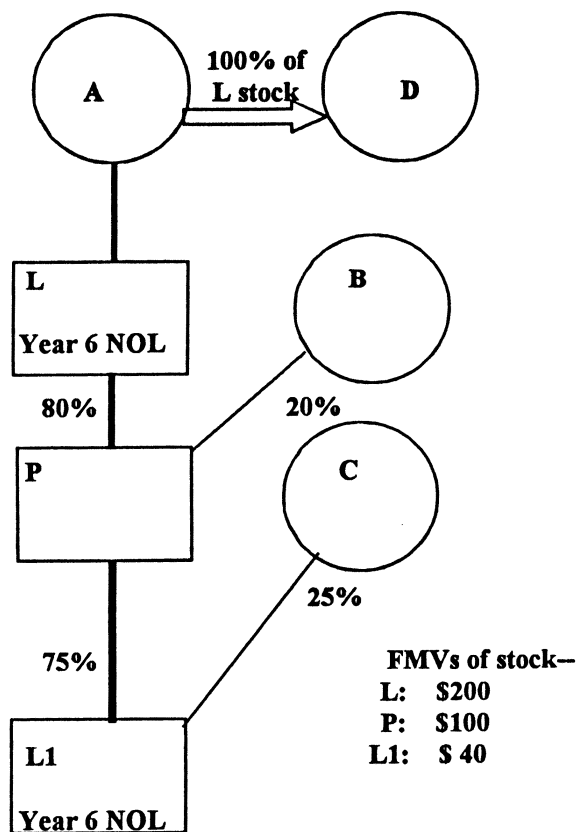 A
100% of
L stock
D
L
Year 6 NOL
B
80%
20%
P
C
25%
75%
FMVs of stock--
L: $200
P: $100
L1: $ 40
L1
Year 6 NOL